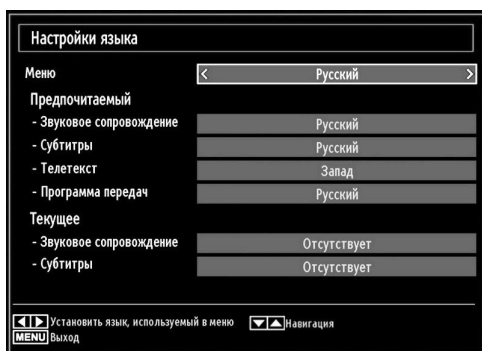 Настройки языка
Меню < Русский >
Предпочитаемый
- Звуковое сопровождение Русский
- Субтитры Русский
- Телетекст Запад
- Программа передач Русский
Текущее
- Звуковое сопровождение Отсутствует
- Субтитры Отсутствует
◀▶ Установить язык, используемый в меню ▼▲ Навигация
MENU Выход